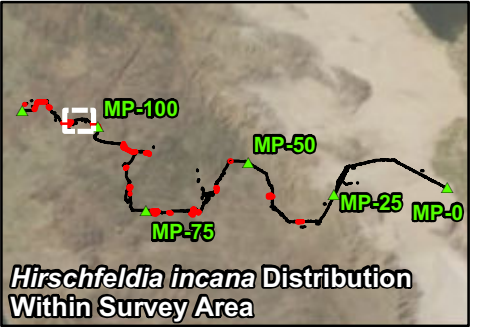 MP-100
MP-50
MP-25
MP-0
MP-75
Hirschfeldia incana Distribution
Within Survey Area